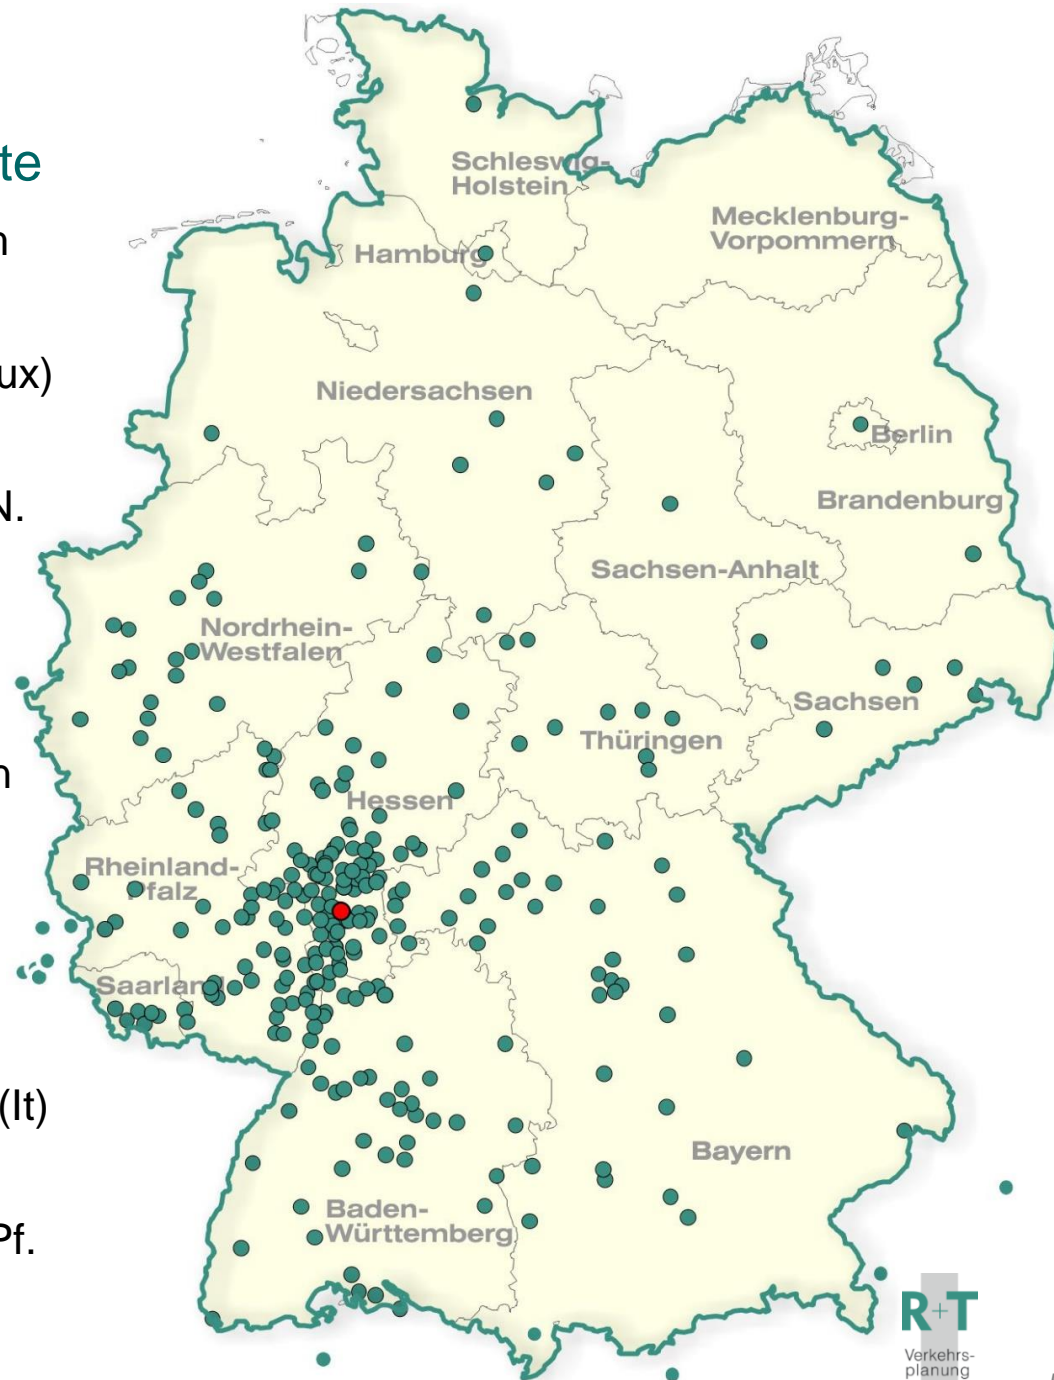 te
n
ux)
N.
n
(It)
Pf.
Schleswig-
Holstein
Mecklenburg-
Vorpommern
Hamburg
Niedersachsen
Berlin
Brandenburg
Sachsen-Anhalt
Nordrhein-
Westfalen
Sachsen
Thüringen
Hessen
Rheinland-
Pfalz
Saarland
Bayern
Baden-
Württemberg
R+T
Verkehrs-
planung